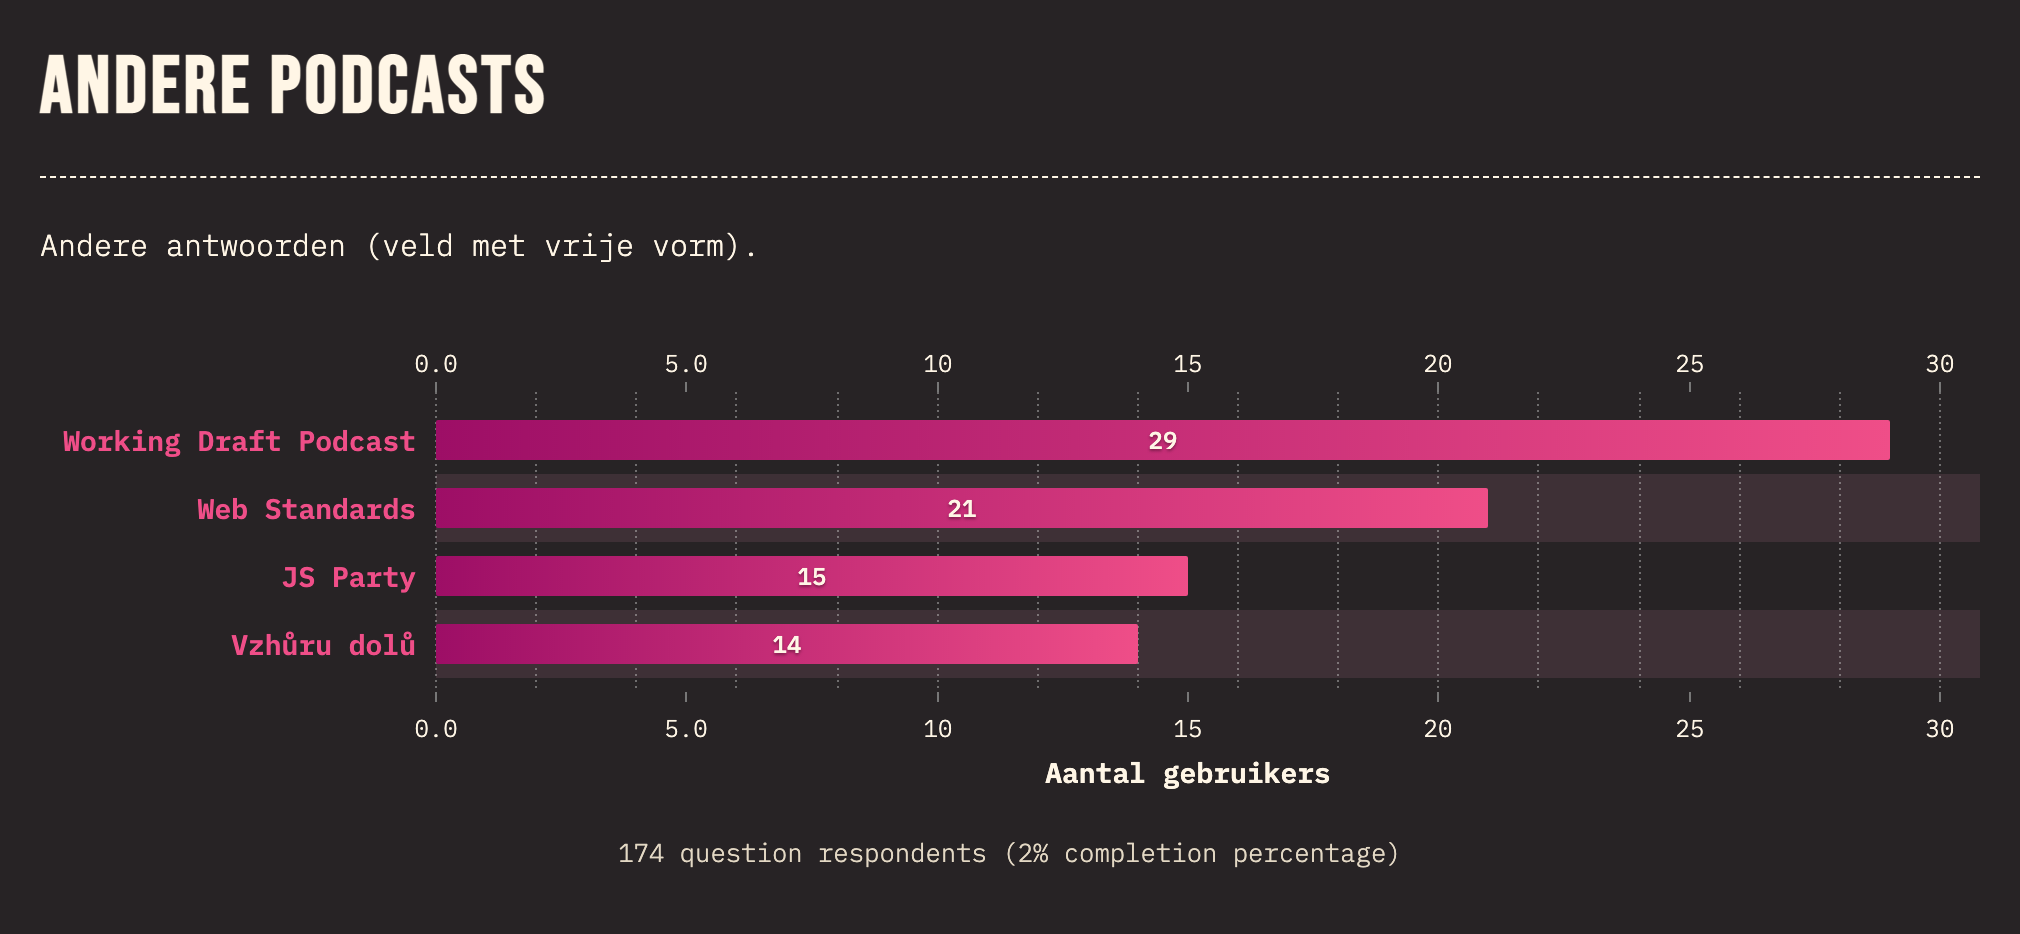 ANDERE PODCASTS
Andere antwoorden (veld met vrije vorm).
0.0 5.0 10 15 20 25 30
Working Draft Podcast 29
Web Standards 21
JS Party 15
Vzhůru dolů 14
0.0 5.0 10 15 20 25 30
Aantal gebruikers
174 question respondents (2% completion percentage)